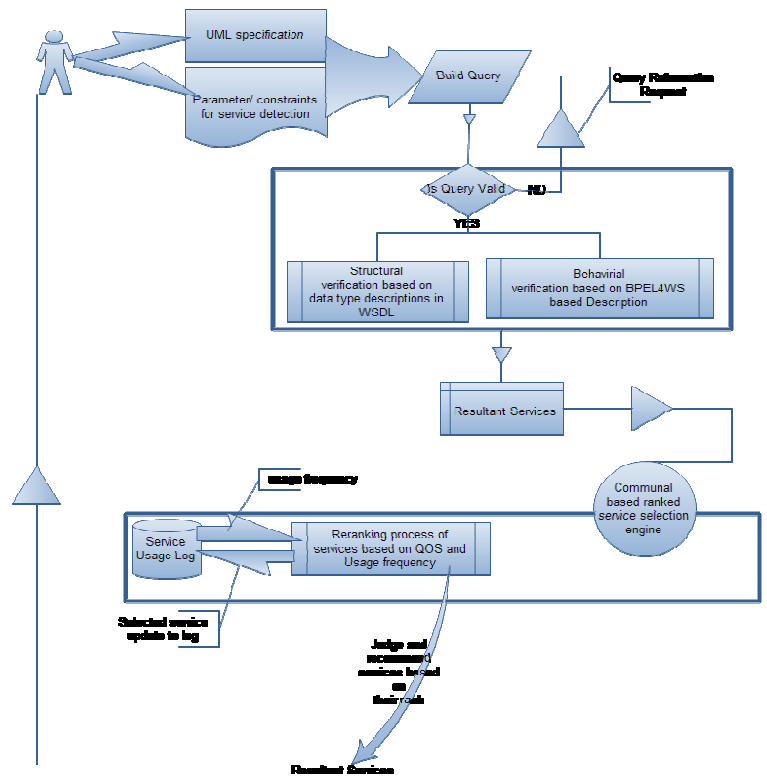 UML specification
Parameter/ constraints
for service detection
Build Query
Query Reformation
Request
Is Query Valid
NO
YES
Structural
verification based on
data type descriptions in
WSDL
Behavirial
verification based on BPEL4WS
based Description
Resultant Services
Communal
based ranked
service selection
engine
usage frequency
Service
Usage Log
Reranking process of
services based on QOS and
Usage frequency
Selected service
update to log
Judge and
recommend
services based
on
their rank
Resultant Services